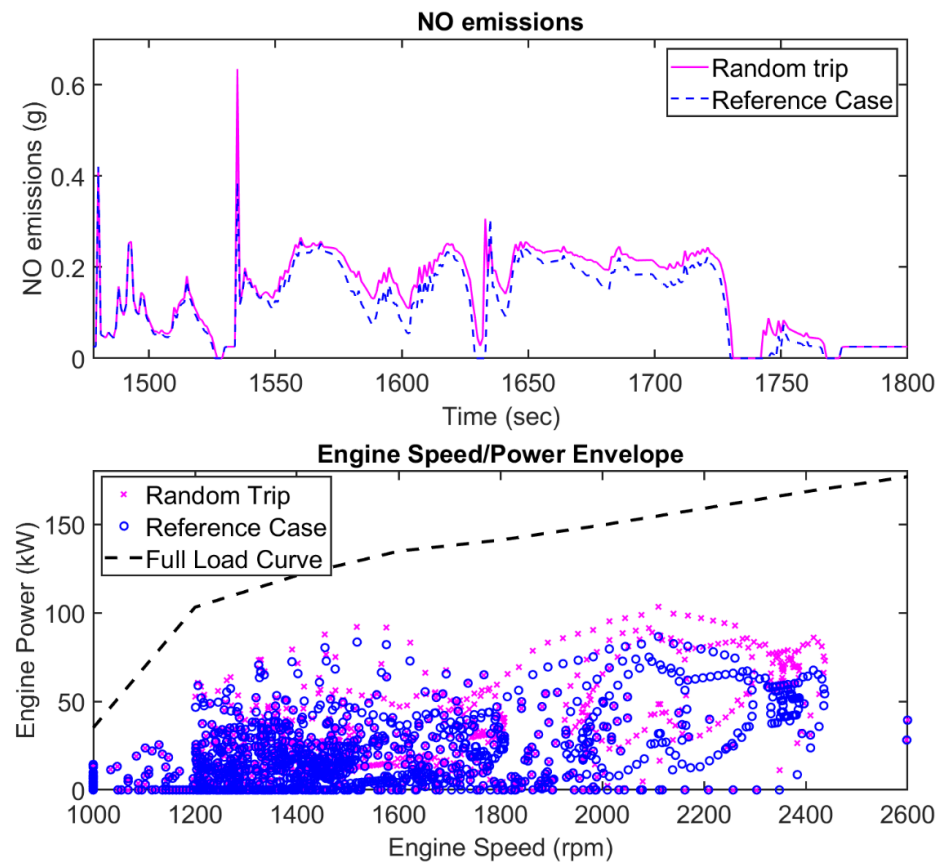 NO emissions
NO emissions (g)
0.6
0.4
0.2
0
Random trip
Reference Case
1500
1550
1600
1650
1700
1750
1800
Time (sec)
Engine Speed/Power Envelope
Engine Power (kW)
150
100
50
0
Random Trip
Reference Case
Full Load Curve
1000
1200
1400
1600
1800
2000
2200
2400
2600
Engine Speed (rpm)